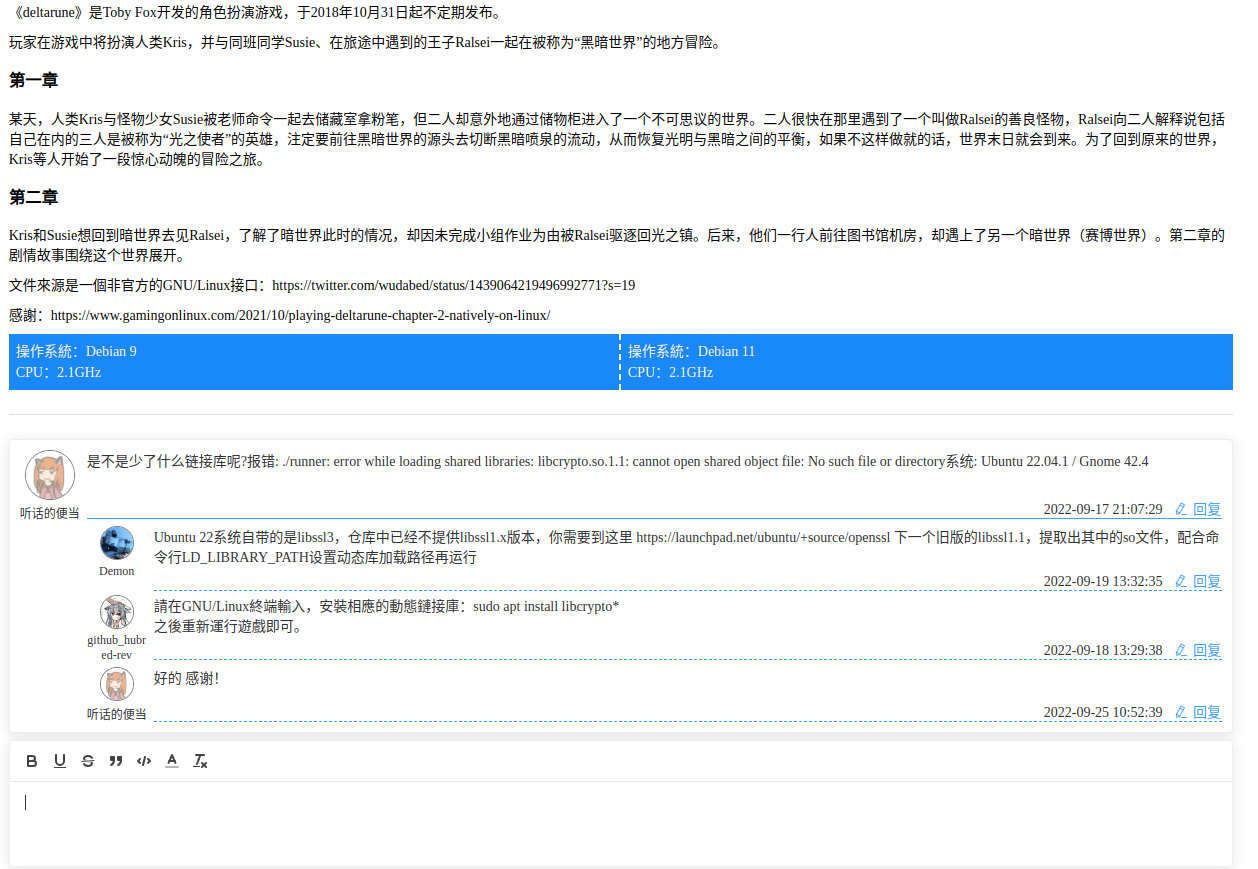 《deltarune》是Toby Fox开发的角色扮演游戏，于2018年10月31日起不定期发布。
玩家在游戏中将扮演人类Kris，并与同班同学Susie、在旅途中遇到的王子Ralsei一起在被称为“黑暗世界”的地方冒险。
第一章
某天，人类Kris与怪物少女Susie被老师命令一起去储藏室拿粉笔，但二人却意外地通过储物柜进入了一个不可思议的世界。二人很快在那里遇到了一个叫做Ralsei的善良怪物，Ralsei向二人解释说包括
自己在内的三人是被称为“光之使者”的英雄，注定要前往黑暗世界的源头去切断黑暗喷泉的流动，从而恢复光明与黑暗之间的平衡，如果不这样做就的话，世界末日就会到来。为了回到原来的世界，
Kris等人开始了一段惊心动魄的冒险之旅。
第二章
Kris和Susie想回到暗世界去见Ralsei，了解了暗世界此时的情况，却因未完成小组作业为由被Ralsei驱逐回光之镇。后来，他们一行人前往图书馆机房，却遇上了另一个暗世界（赛博世界）。第二章的
剧情故事围绕这个世界展开。
文件來源是一個非官方的GNU/Linux接口：https://twitter.com/wudabed/status/1439064219496992771?s=19
感謝：https://www.gamingonlinux.com/2021/10/playing-deltarune-chapter-2-natively-on-linux/
操作系統：Debian 9
CPU：2.1GHz
操作系統：Debian 11
CPU：2.1GHz
是不是少了什么链接库呢?报错: ./runner: error while loading shared libraries: libcrypto.so.1.1: cannot open shared object file: No such file or directory系统: Ubuntu 22.04.1 / Gnome 42.4
听话的便当
2022-09-17 21:07:29 回复
Ubuntu 22系统自带的是libssl3，仓库中已经不提供libssl1.x版本，你需要到这里 https://launchpad.net/ubuntu/+source/openssl 下一个旧版的libssl1.1，提取出其中的so文件，配合命
令行LD_LIBRARY_PATH设置动态库加载路径再运行
Demon
2022-09-19 13:32:35 回复
請在GNU/Linux終端輸入，安裝相應的動態鏈接庫：sudo apt install libcrypto*
之後重新運行遊戲即可。
github_hubr
ed-rev
2022-09-18 13:29:38 回复
好的 感谢！
听话的便当
2022-09-25 10:52:39 回复